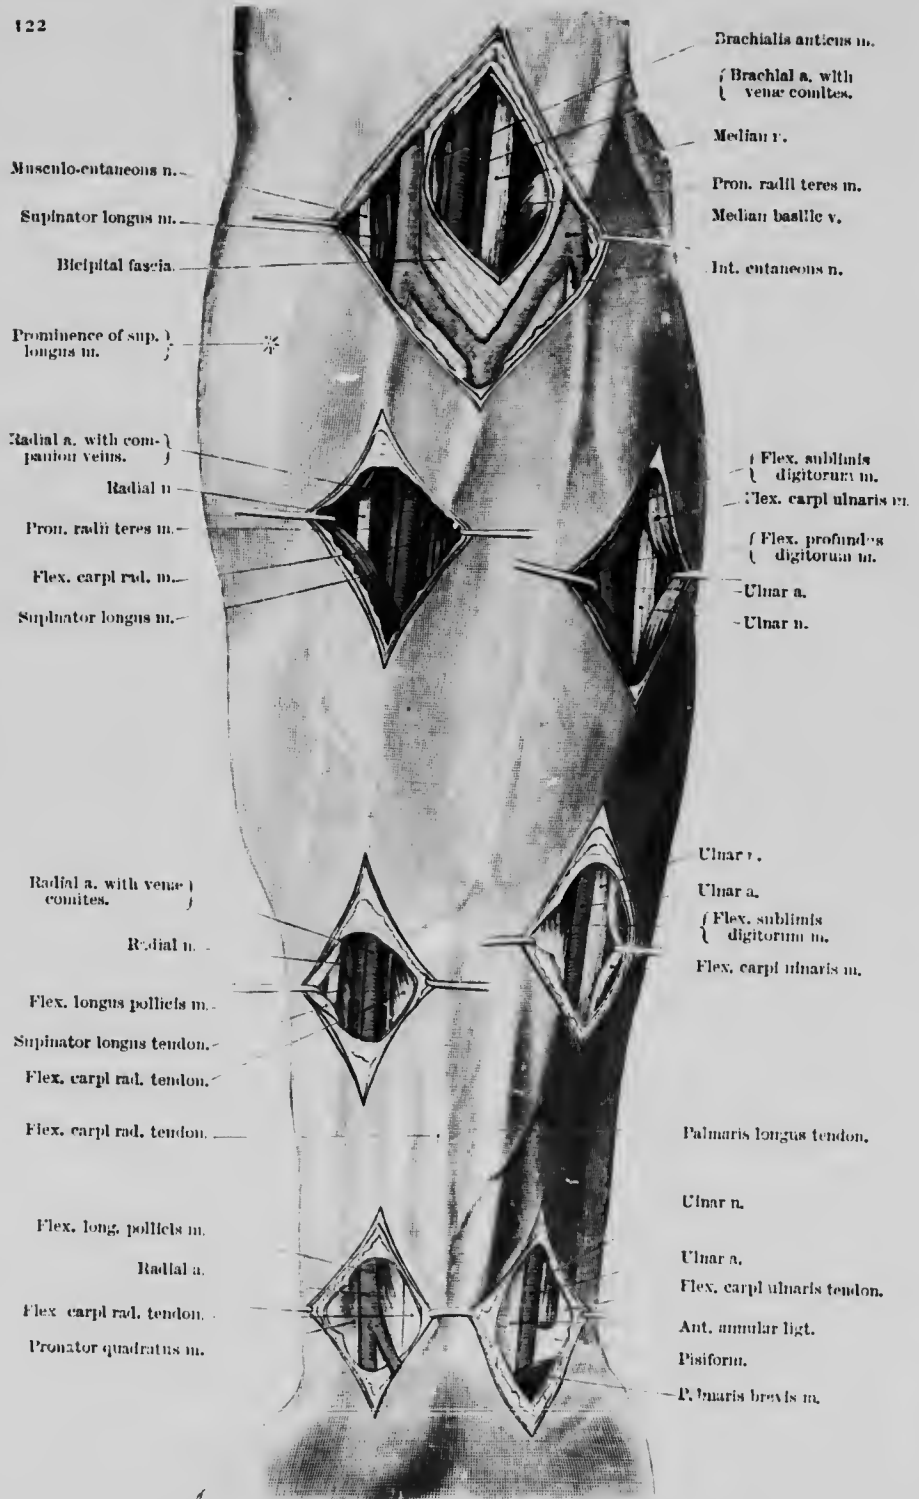 122
Brachialis anticus m.
Brachial a. with
venæ comites.
Median n.
Pron. radii teres m.
Median basilic v.
Int. cutaneous n.
Musculo-cutaneous n.
Supinator longus m.
Bicipital fascia.
Prominence of sup.
longus m.
Radial a. with com-
panion veins.
Radial n
Pron. radii teres m.
Flex. carpi rad. m.
Supinator longus m.
Flex. sublimis
digitorum m.
Flex. carpi ulnaris m.
Flex. profundus
digitorum m.
Ulnar a.
Ulnar n.
Radial a. with venæ
comites.
Radial n.
Flex. longus pollicis m.
Supinator longus tendon.
Flex. carpi rad. tendon.
Flex. carpi rad. tendon.
Ulnar
Ulnar a.
Flex. sublimis
digitorum m.
Flex. carpi ulnaris m.
Palmaris longus tendon.
Flex. long. pollicis m.
Radial a.
Flex carpi rad. tendon.
Pronator quadratus m.
Ulnar n.
Ulnar a.
Flex. carpi ulnaris tendon.
Ant. annular ligt.
Pisiform.
Palmaris brevis m.